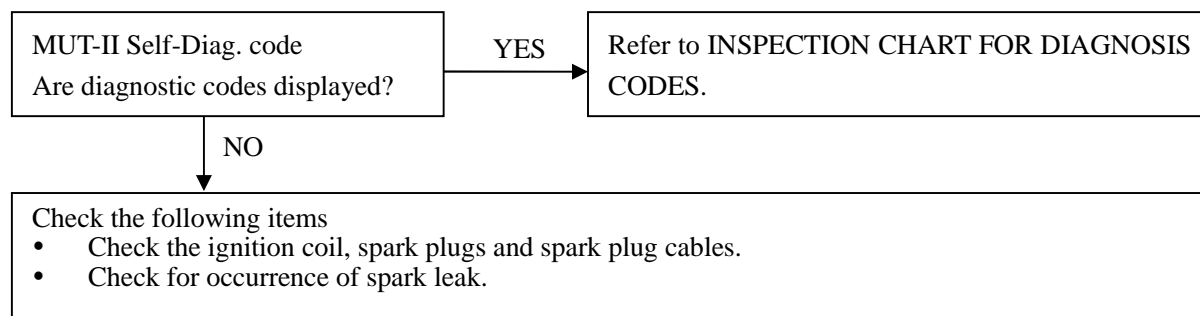 MUT-II Self-Diag. code
Are diagnostic codes displayed?
YES
Refer to INSPECTION CHART FOR DIAGNOSIS
CODES.
NO
Check the following items
• Check the ignition coil, spark plugs and spark plug cables.
• Check for occurrence of spark leak.